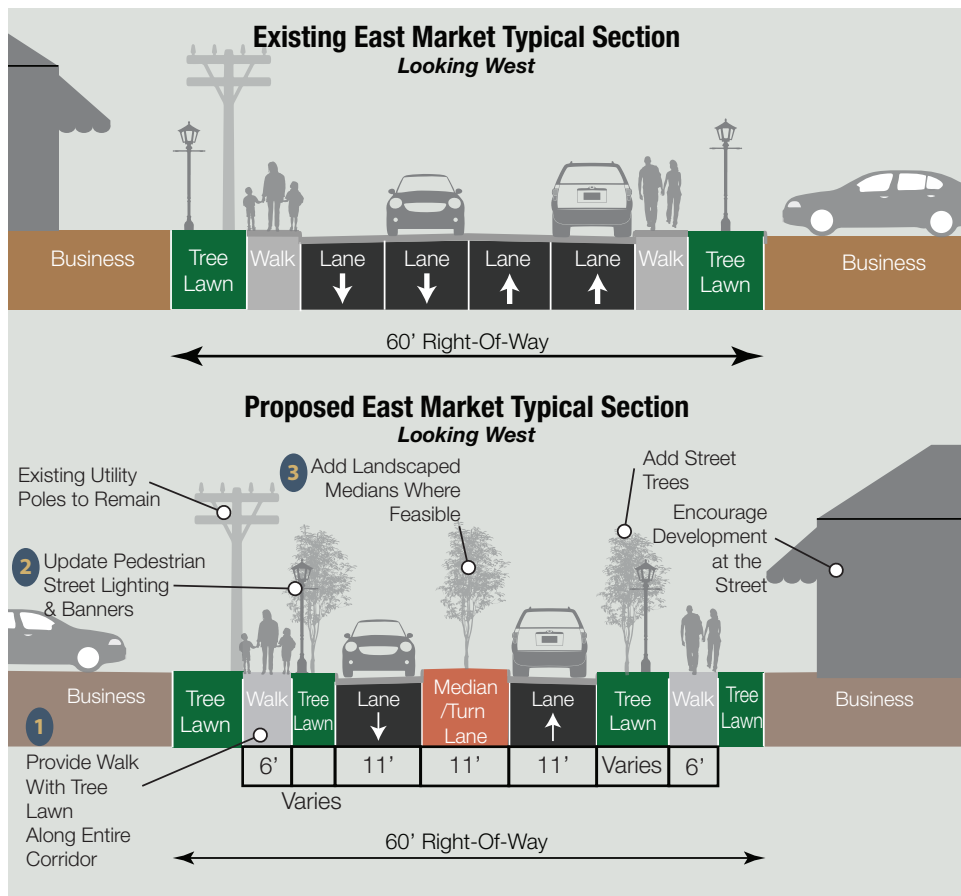 Existing East Market Typical Section
Looking West
Business
Tree
Lawn
Walk
Lane
Lane
Lane
Lane
Walk
Tree
Lawn
Business
60’ Right-Of-Way
Proposed East Market Typical Section
Looking West
Existing Utility
Poles to Remain
3
Add Landscaped
Medians Where
Feasible
Add Street
Trees
Encourage
Development
at the
Street
2
Update Pedestrian
Street Lighting
& Banners
Business
Tree
Lawn
Walk
Tree
Lawn
Lane
Median
/Turn
Lane
Lane
Tree
Lawn
Walk
Tree
Lawn
Business
1
Provide Walk
With Tree
Lawn
Along Entire
Corridor
6’
11’
11’
11’
Varies
6’
Varies
60’ Right-Of-Way